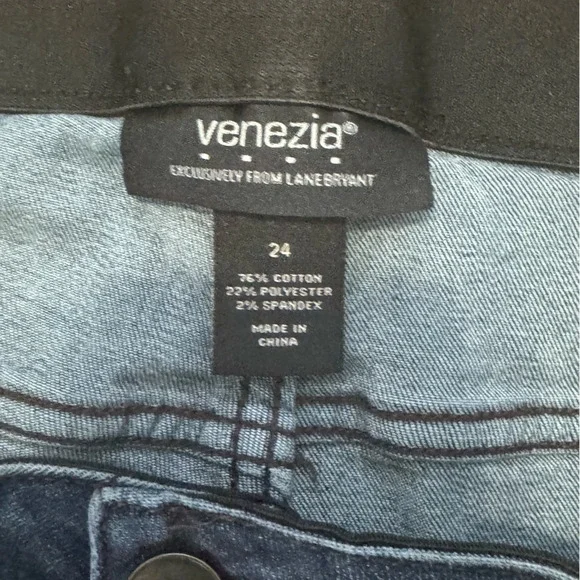 venezia®
EXCLUSIVELY FROM LANE BRYANT
24
76% COTTON
22% POLYESTER
2% SPANDEX
MADE IN
CHINA